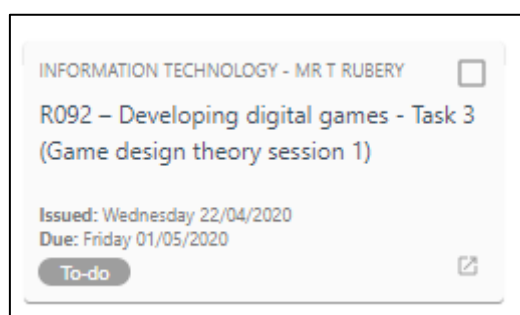 INFORMATION TECHNOLOGY - MR T RUBERY
R092 – Developing digital games - Task 3
(Game design theory session 1)
Issued: Wednesday 22/04/2020
Due: Friday 01/05/2020
To-do